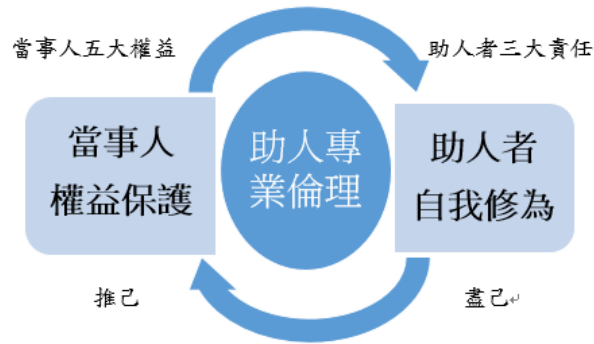 當事人五大權益
助人者三大責任
當事人
權益保護
助人專
業倫理
助人者
自我修為
推己
盡己